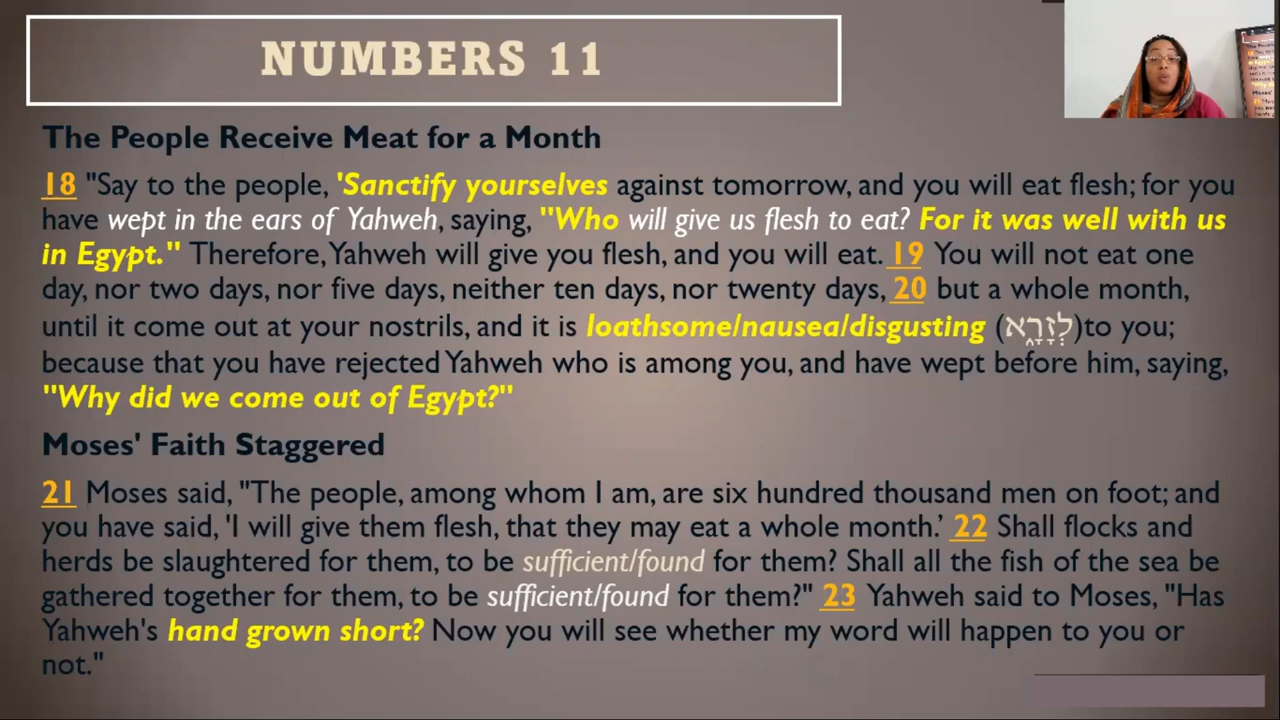 NUMBERS 11
The People Receive Meat for a Month
18 "Say to the people, 'Sanctify yourselves against tomorrow, and you will eat flesh; for you
have wept in the ears of Yahweh, saying, "Who will give us flesh to eat? For it was well with us
in Egypt." Therefore, Yahweh will give you flesh, and you will eat. 19 You will not eat one
day, nor two days, nor five days, neither ten days, nor twenty days, 20 but a whole month,
until it come out at your nostrils, and it is loathsome/nausea/disgusting (לְזָרָ֑א)to you;
because that you have rejected Yahweh who is among you, and have wept before him, saying,
"Why did we come out of Egypt?"
Moses' Faith Staggered
21 Moses said, "The people, among whom I am, are six hundred thousand men on foot; and
you have said, 'I will give them flesh, that they may eat a whole month.’ 22 Shall flocks and
herds be slaughtered for them, to be sufficient/found for them? Shall all the fish of the sea be
gathered together for them, to be sufficient/found for them?" 23 Yahweh said to Moses, "Has
Yahweh's hand grown short? Now you will see whether my word will happen to you or
not."